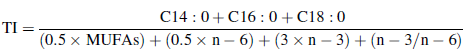 TI = C14 : 0 + C16 : 0 + C18 : 0 / (0.5 × MUFAs) + (0.5 × n − 6) + (3 × n − 3) + (n − 3/n − 6)